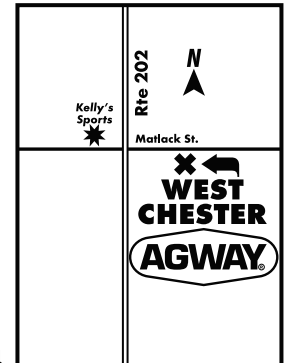 Rte 202
N
Kelly's
Sports
Matlack St.
WEST
CHESTER
AGWAY®